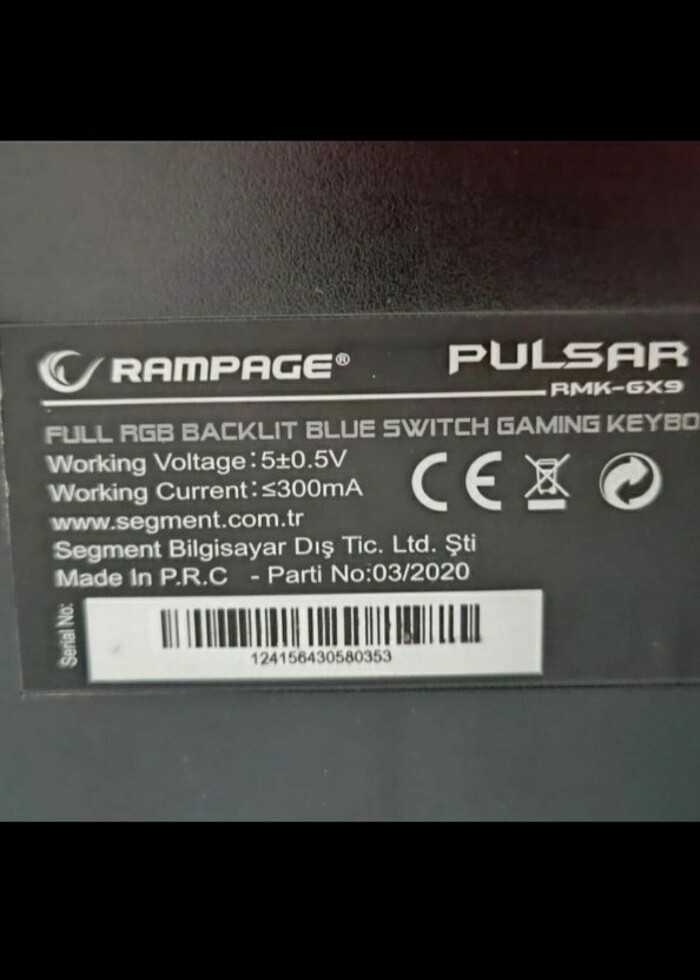 RAMPAGE® PULSAR
RMK-GX9
FULL RGB BACKLIT BLUE SWITCH GAMING KEYBO
Working Voltage:5±0.5V
Working Current:≤300mA
www.segment.com.tr
Segment Bilgisayar Dış Tic. Ltd. Şti
Made In P.R.C - Parti No:03/2020
Serial No:
124156430580353